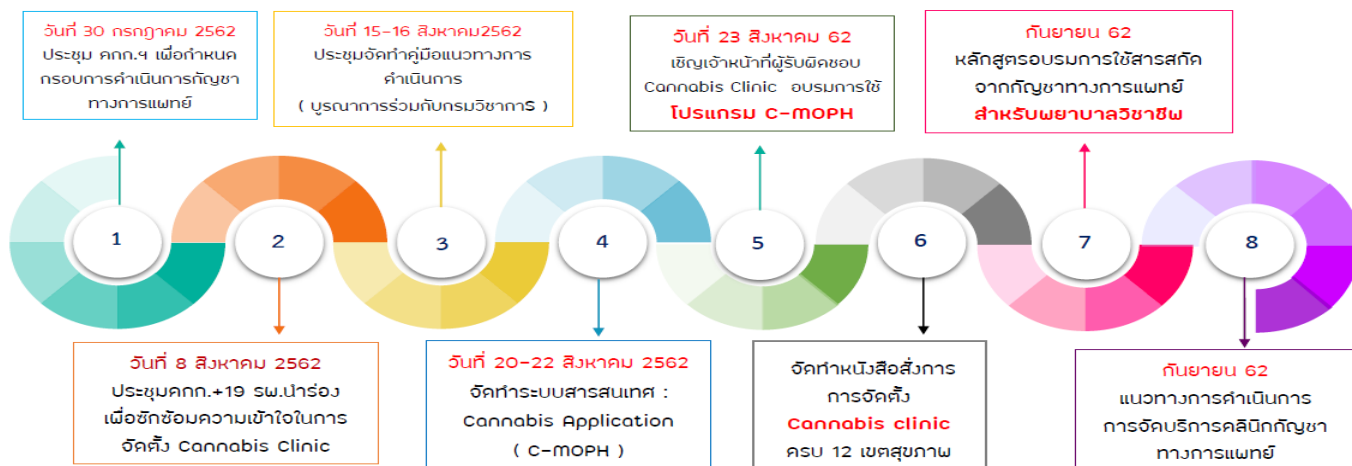 วันที่ 30 กรกฎาคม 2562
ประชุม คกก.ฯ เพื่อกำหนด
กรอบการดำเนินการกัญชา
ทางการแพทย์
วันที่ 15-16 สิงหาคม2562
ประชุมจัดทำคู่มือแนวทางการ
ดำเนินการ
( บูรณาการร่วมกับกรมวิชาการ )
วันที่ 23 สิงหาคม 62
เชิญเจ้าหน้าที่ผู้รับผิดชอบ
Cannabis Clinic อบรมการใช้
โปรแกรม C-MOPH
กันยายน 62
หลักสูตรอบรมการใช้สารสกัด
จากกัญชาทางการแพทย์
สำหรับพยาบาลวิชาชีพ
1
2
3
4
5
6
7
8
วันที่ 8 สิงหาคม 2562
ประชุมคกก.+19 รพ.นำร่อง
เพื่อซักซ้อมความเข้าใจในการ
จัดตั้ง Cannabis Clinic
วันที่ 20-22 สิงหาคม 2562
จัดทำระบบสารสนเทศ :
Cannabis Application
( C-MOPH )
จัดทำหนังสือสั่งการ
การจัดตั้ง
Cannabis clinic
ครบ 12 เขตสุขภาพ
กันยายน 62
แนวทางการดำเนินการ
การจัดบริการคลินิกกัญชา
ทางการแพทย์